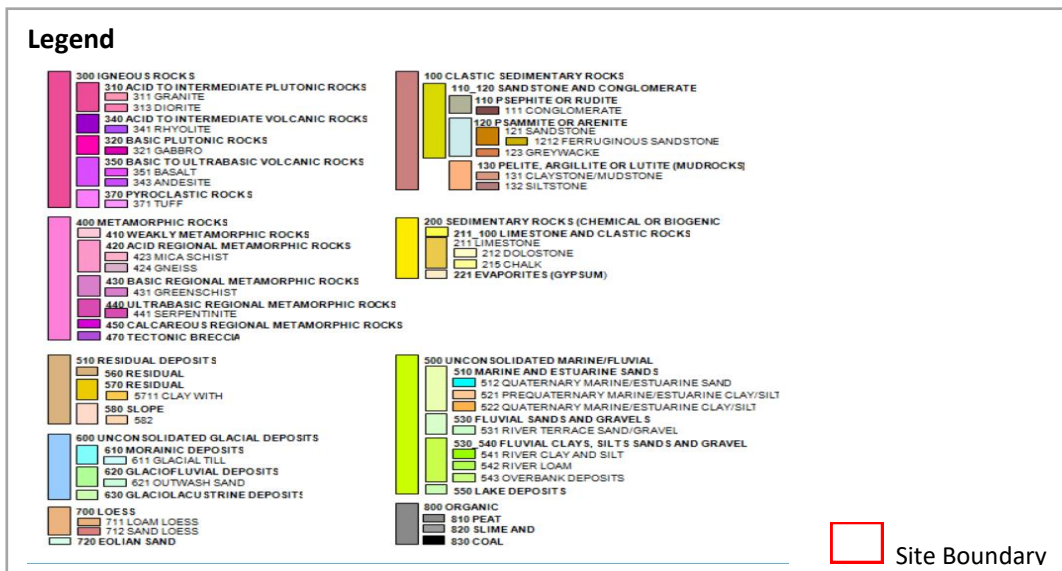 Legend
300 IGNEOUS ROCKS
310 ACID TO INTERMEDIATE PLUTONIC ROCKS
311 GRANITE
313 DIORITE
340 ACID TO INTERMEDIATE VOLCANIC ROCKS
341 RHYOLITE
320 BASIC PLUTONIC ROCKS
321 GABBRO
350 BASIC TO ULTRABASIC VOLCANIC ROCKS
351 BASALT
343 ANDESITE
370 PYROCLASTIC ROCKS
371 TUFF
400 METAMORPHIC ROCKS
410 WEAKLY METAMORPHIC ROCKS
420 ACID REGIONAL METAMORPHIC ROCKS
423 MICA SCHIST
424 GNEISS
430 BASIC REGIONAL METAMORPHIC ROCKS
431 GREENSCHIST
440 ULTRABASIC REGIONAL METAMORPHIC ROCKS
441 SERPENTINITE
450 CALCAREOUS REGIONAL METAMORPHIC ROCKS
470 TECTONIC BRECCIA
510 RESIDUAL DEPOSITS
560 RESIDUAL
570 RESIDUAL
5711 CLAY WITH
580 SLOPE
582
600 UNCONSOLIDATED GLACIAL DEPOSITS
610 MORAINIC DEPOSITS
611 GLACIAL TILL
620 GLACIOFLUVIAL DEPOSITS
621 OUTWASH SAND
630 GLACIOLACUSTRINE DEPOSITS
700 LOESS
711 LOAM LOESS
712 SAND LOESS
720 EOLIAN SAND
100 CLASTIC SEDIMENTARY ROCKS
110_120 SANDSTONE AND CONGLOMERATE
110 PSEPHITE OR RUDITE
111 CONGLOMERATE
120 PSAMMITE OR ARENITE
121 SANDSTONE
1212 FERRUGINOUS SANDSTONE
123 GREYWACKE
130 PELITE, ARGILLITE OR LUTITE (MUDROCKS)
131 CLAYSTONE/MUDSTONE
132 SILTSTONE
200 SEDIMENTARY ROCKS (CHEMICAL OR BIOGENIC
211_100 LIMESTONE AND CLASTIC ROCKS
211 LIMESTONE
212 DOLOSTONE
215 CHALK
221 EVAPORITES (GYPSUM)
500 UNCONSOLIDATED MARINE/FLUVIAL
510 MARINE AND ESTUARINE SANDS
512 QUATERNARY MARINE/ESTUARINE SAND
521 PREQUATERNARY MARINE/ESTUARINE CLAY/SILT
522 QUATERNARY MARINE/ESTUARINE CLAY/SILT
530 FLUVIAL SANDS AND GRAVELS
531 RIVER TERRACE SAND/GRAVEL
530_540 FLUVIAL CLAYS, SILTS SANDS AND GRAVEL
541 RIVER CLAY AND SILT
542 RIVER LOAM
543 OVERBANK DEPOSITS
550 LAKE DEPOSITS
800 ORGANIC
810 PEAT
820 SLIME AND
830 COAL
Site Boundary